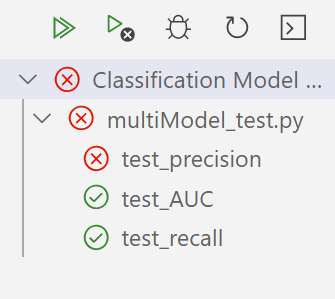 Classification Model ...
multiModel_test.py
test_precision
test_AUC
test_recall